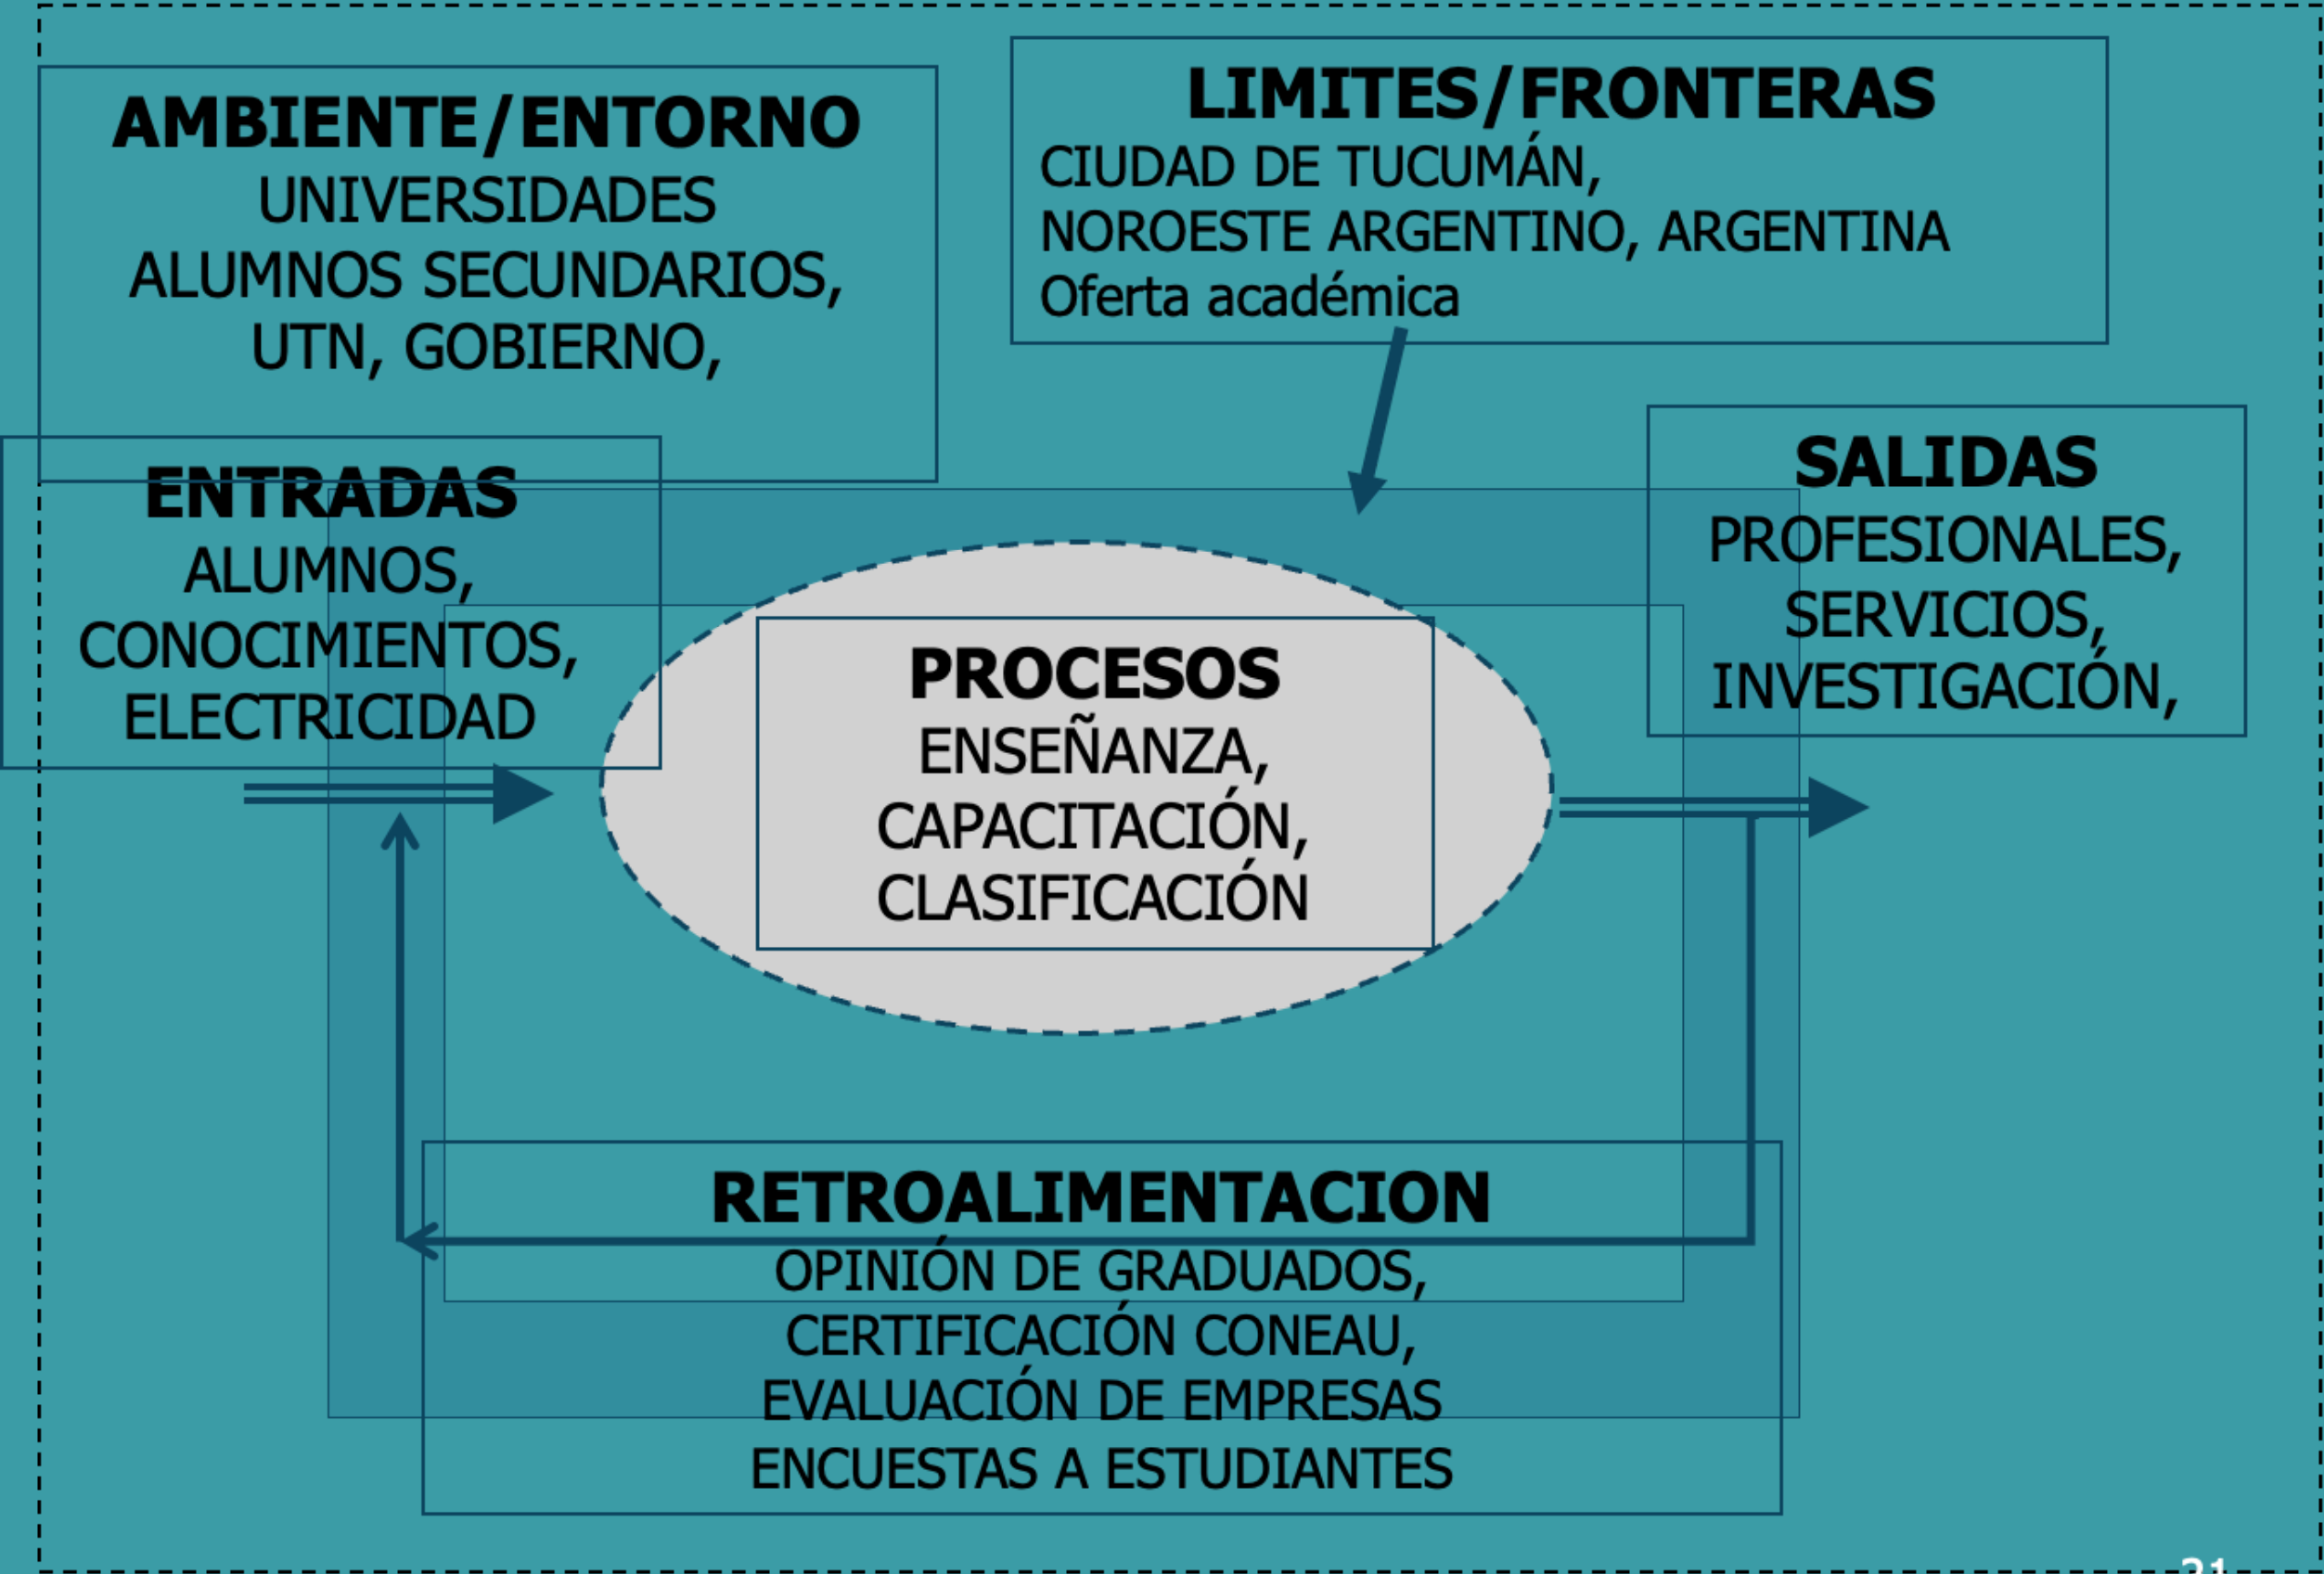 AMBIENTE/ENTORNO
UNIVERSIDADES
ALUMNOS SECUNDARIOS,
UTN, GOBIERNO,
LIMITES/FRONTERAS
CIUDAD DE TUCUMÁN,
NOROESTE ARGENTINO, ARGENTINA
Oferta académica
ENTRADAS
ALUMNOS,
CONOCIMIENTOS,
ELECTRICIDAD
PROCESOS
ENSEÑANZA,
CAPACITACIÓN,
CLASIFICACIÓN
SALIDAS
PROFESIONALES,
SERVICIOS,
INVESTIGACIÓN,
RETROALIMENTACION
OPINIÓN DE GRADUADOS,
CERTIFICACIÓN CONEAU,
EVALUACIÓN DE EMPRESAS
ENCUESTAS A ESTUDIANTES